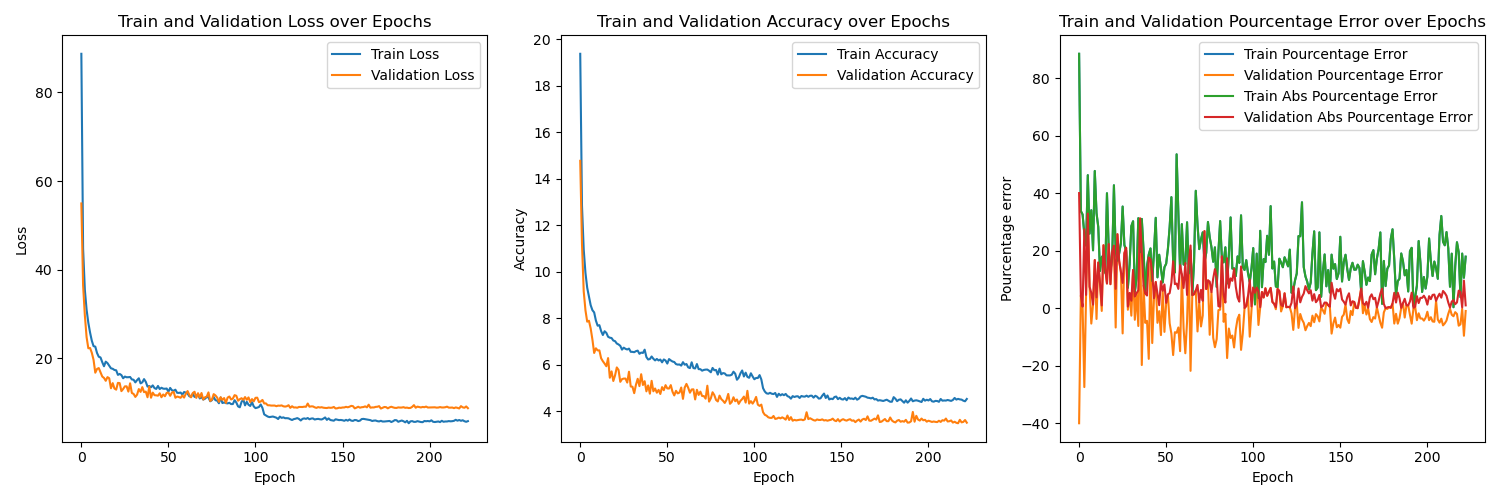 Train and Validation Loss over Epochs
Train Loss
Validation Loss
80
60
40
20
Loss
0
50
100
150
200
Epoch
Train and Validation Accuracy over Epochs
Train Accuracy
Validation Accuracy
20
18
16
14
12
10
8
6
4
Accuracy
0
50
100
150
200
Epoch
Train and Validation Pourcentage Error over Epochs
Train Pourcentage Error
Validation Pourcentage Error
Train Abs Pourcentage Error
Validation Abs Pourcentage Error
80
60
40
20
0
−20
−40
Pourcentage error
0
50
100
150
200
Epoch